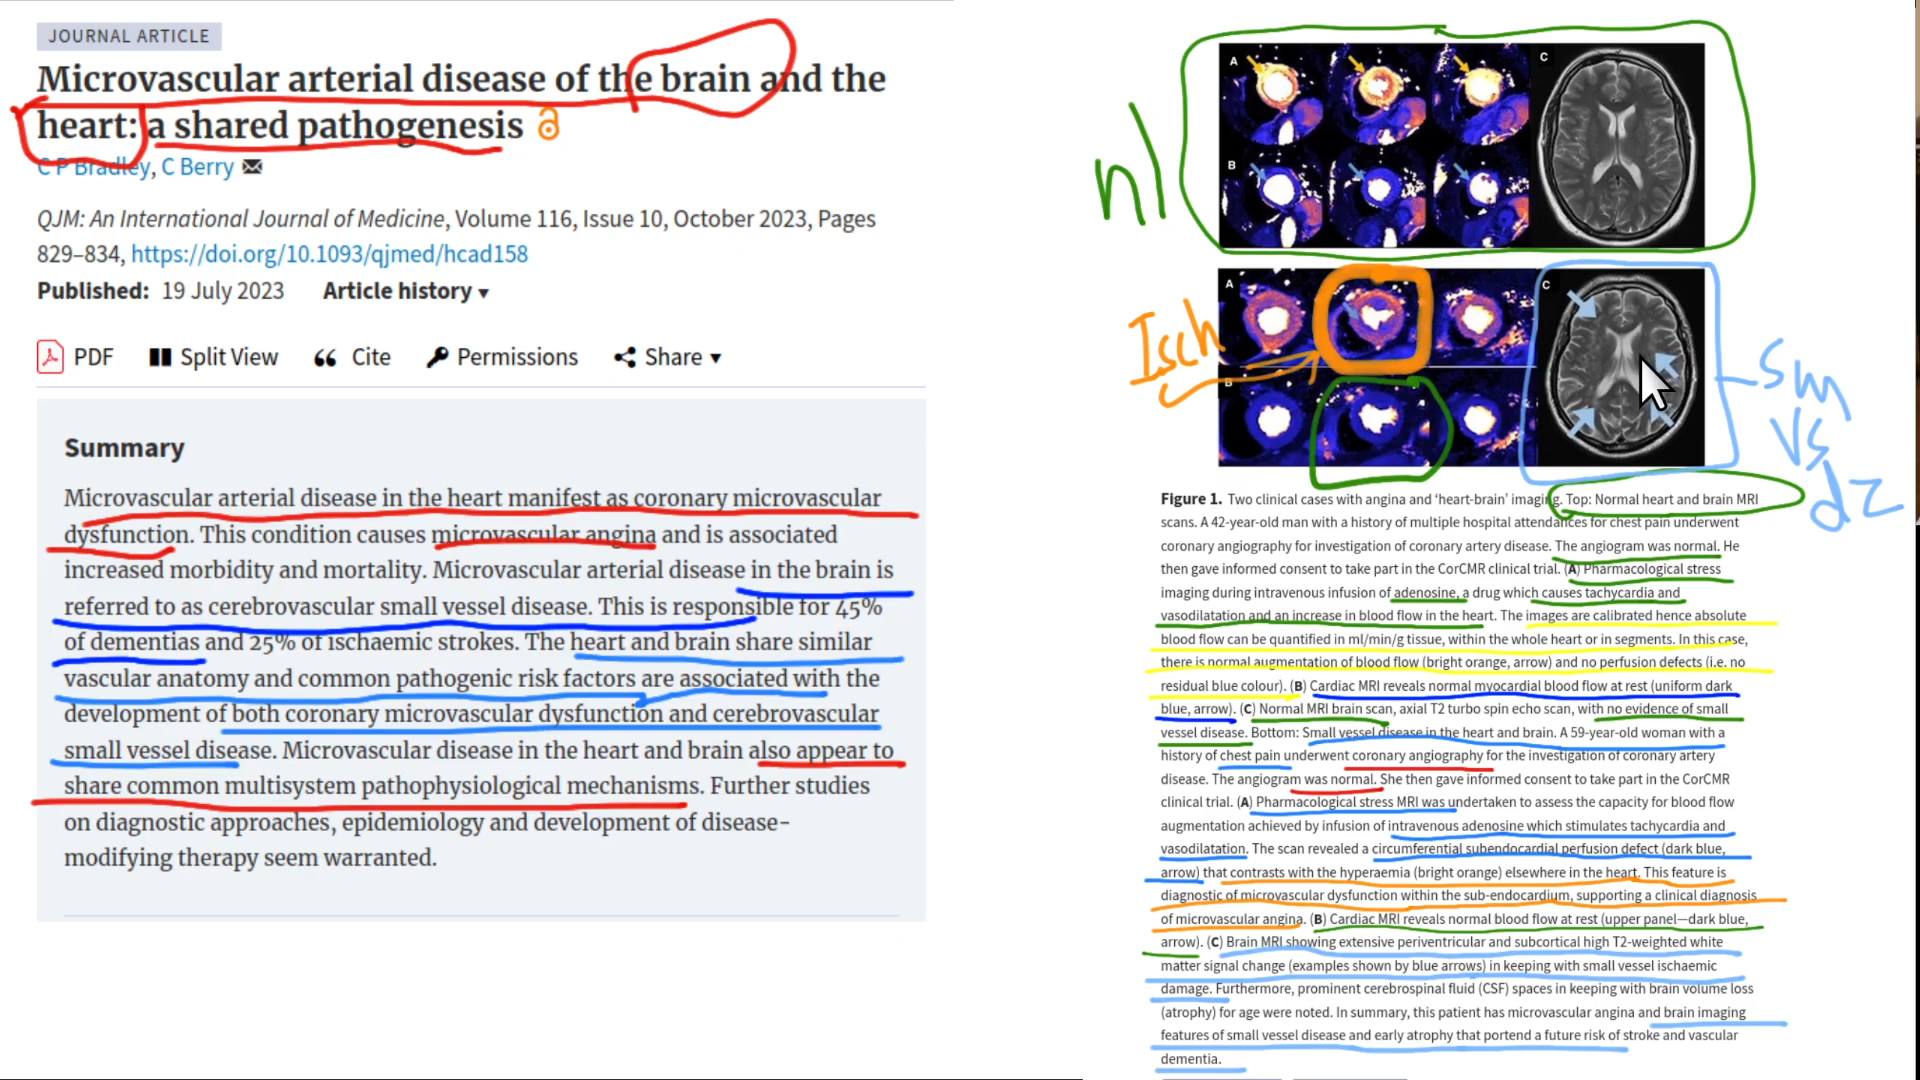 JOURNAL ARTICLE
Microvascular arterial disease of the brain and the
heart: a shared pathogenesis
C P Bradley, C Berry
QJM: An International Journal of Medicine, Volume 116, Issue 10, October 2023, Pages
829–834, https://doi.org/10.1093/qjmed/hcad158
Published: 19 July 2023 Article history ▾
PDF Split View Cite Permissions Share ▾
Summary
Microvascular arterial disease in the heart manifest as coronary microvascular
dysfunction. This condition causes microvascular angina and is associated
increased morbidity and mortality. Microvascular arterial disease in the brain is
referred to as cerebrovascular small vessel disease. This is responsible for 45%
of dementias and 25% of ischaemic strokes. The heart and brain share similar
vascular anatomy and common pathogenic risk factors are associated with the
development of both coronary microvascular dysfunction and cerebrovascular
small vessel disease. Microvascular disease in the heart and brain also appear to
share common multisystem pathophysiological mechanisms. Further studies
on diagnostic approaches, epidemiology and development of disease-
modifying therapy seem warranted.
nl
A
B
C
Isch
A
B
C
Sm
Vs
dz
Figure 1. Two clinical cases with angina and ‘heart-brain’ imaging. Top: Normal heart and brain MRI
scans. A 42-year-old man with a history of multiple hospital attendances for chest pain underwent
coronary angiography for investigation of coronary artery disease. The angiogram was normal. He
then gave informed consent to take part in the CorCMR clinical trial. (A) Pharmacological stress
imaging during intravenous infusion of adenosine, a drug which causes tachycardia and
vasodilatation and an increase in blood flow in the heart. The images are calibrated hence absolute
blood flow can be quantified in ml/min/g tissue, within the whole heart or in segments. In this case,
there is normal augmentation of blood flow (bright orange, arrow) and no perfusion defects (i.e. no
residual blue colour). (B) Cardiac MRI reveals normal myocardial blood flow at rest (uniform dark
blue, arrow). (C) Normal MRI brain scan, axial T2 turbo spin echo scan, with no evidence of small
vessel disease. Bottom: Small vessel disease in the heart and brain. A 59-year-old woman with a
history of chest pain underwent coronary angiography for the investigation of coronary artery
disease. The angiogram was normal. She then gave informed consent to take part in the CorCMR
clinical trial. (A) Pharmacological stress MRI was undertaken to assess the capacity for blood flow
augmentation achieved by infusion of intravenous adenosine which stimulates tachycardia and
vasodilatation. The scan revealed a circumferential subendocardial perfusion defect (dark blue,
arrow) that contrasts with the hyperaemia (bright orange) elsewhere in the heart. This feature is
diagnostic of microvascular dysfunction within the sub-endocardium, supporting a clinical diagnosis
of microvascular angina. (B) Cardiac MRI reveals normal blood flow at rest (upper panel—dark blue,
arrow). (C) Brain MRI showing extensive periventricular and subcortical high T2-weighted white
matter signal change (examples shown by blue arrows) in keeping with small vessel ischaemic
damage. Furthermore, prominent cerebrospinal fluid (CSF) spaces in keeping with brain volume loss
(atrophy) for age were noted. In summary, this patient has microvascular angina and brain imaging
features of small vessel disease and early atrophy that portend a future risk of stroke and vascular
dementia.